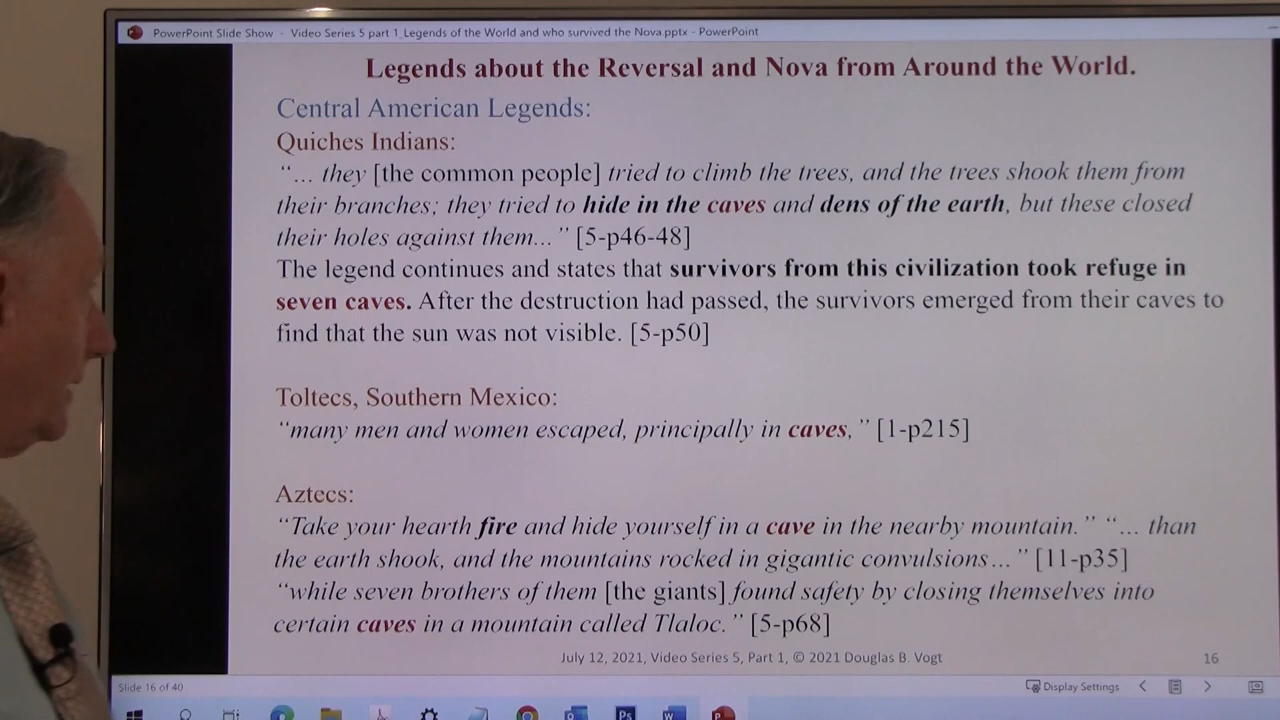 PowerPoint Slide Show - Video Series 5 part 1_Legends of the World and who survived the Nova.pptx - PowerPoint
Legends about the Reversal and Nova from Around the World.
Central American Legends:
Quiches Indians:
“... they [the common people] tried to climb the trees, and the trees shook them from
their branches; they tried to hide in the caves and dens of the earth, but these closed
their holes against them...” [5-p46-48]
The legend continues and states that survivors from this civilization took refuge in
seven caves. After the destruction had passed, the survivors emerged from their caves to
find that the sun was not visible. [5-p50]
Toltecs, Southern Mexico:
“many men and women escaped, principally in caves,” [1-p215]
Aztecs:
“Take your hearth fire and hide yourself in a cave in the nearby mountain.” “... than
the earth shook, and the mountains rocked in gigantic convulsions...” [11-p35]
“while seven brothers of them [the giants] found safety by closing themselves into
certain caves in a mountain called Tlaloc.” [5-p68]
July 12, 2021, Video Series 5, Part 1, © 2021 Douglas B. Vogt
16
Slide 16 of 40
Display Settings